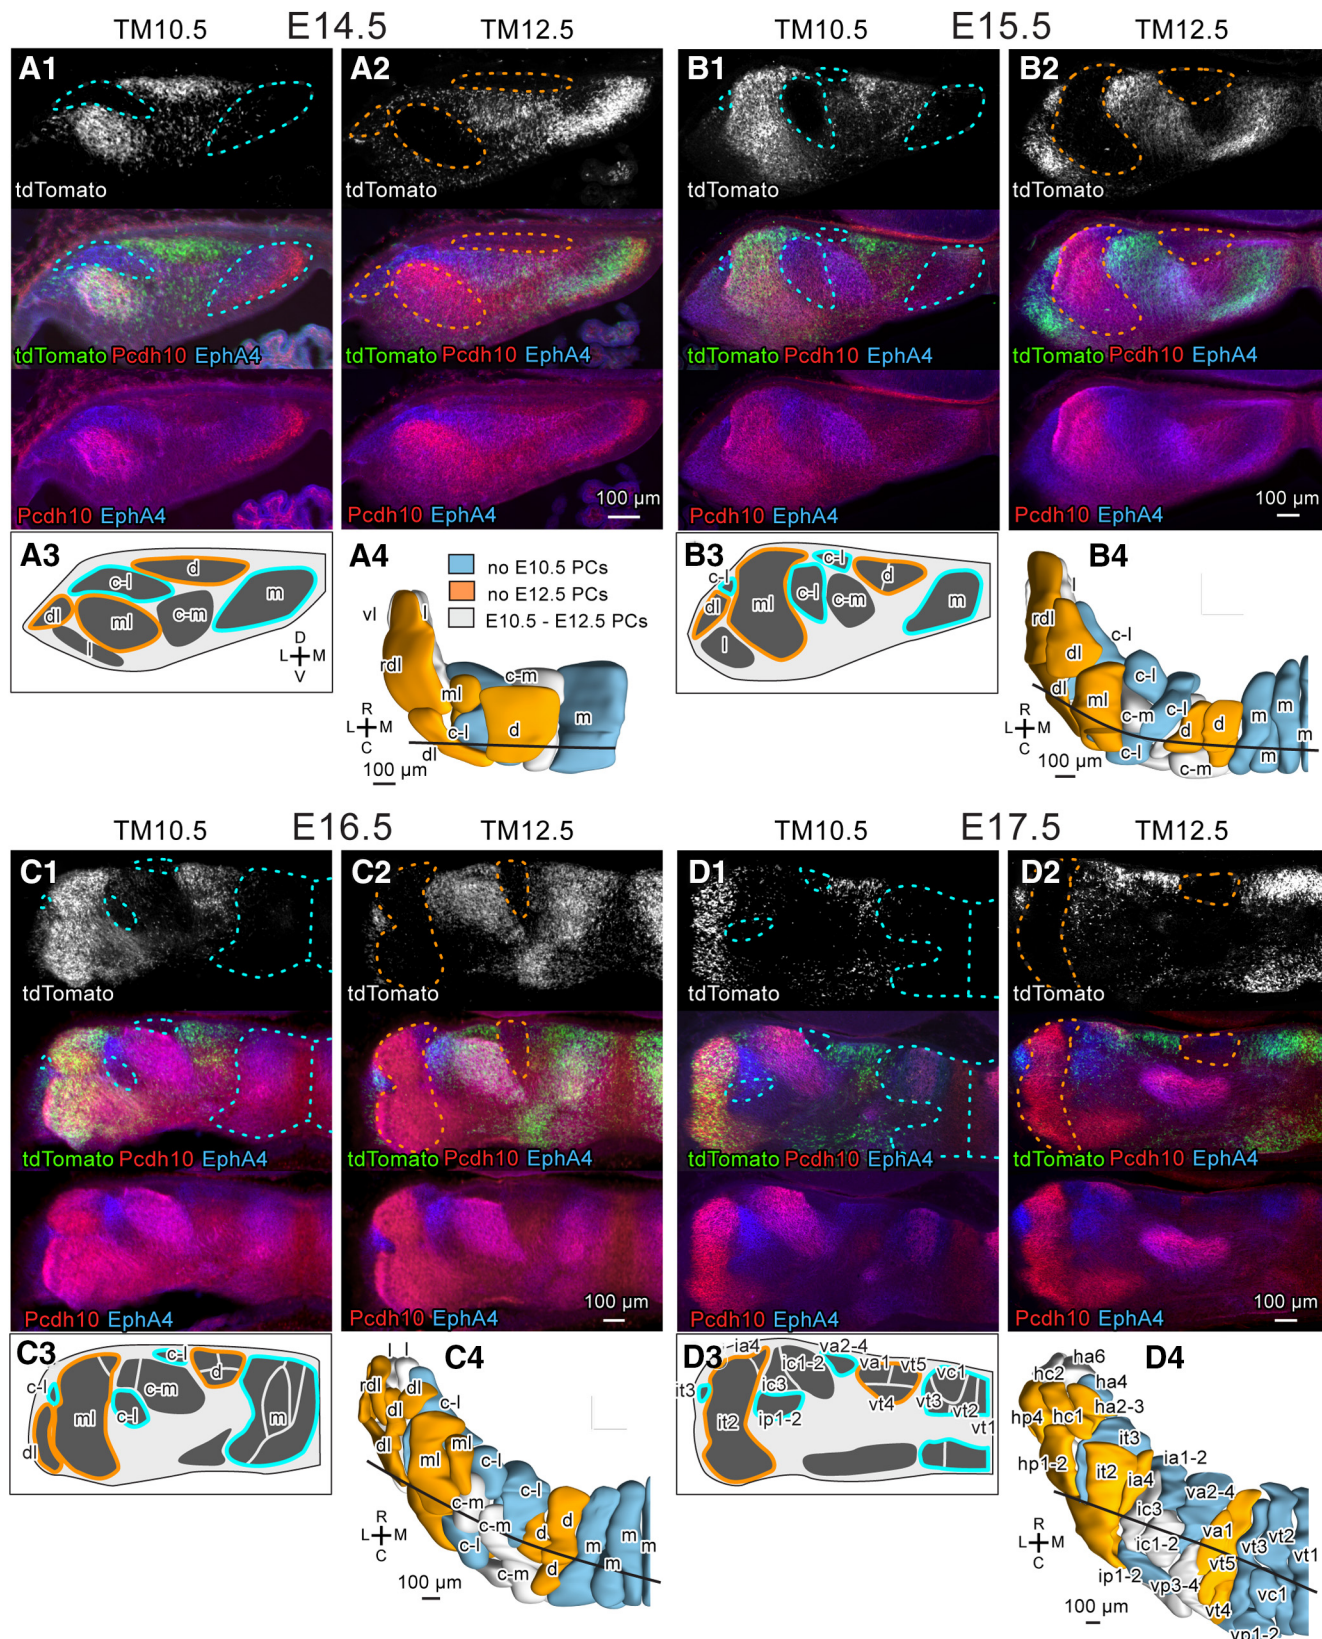 TM10.5 E14.5 TM12.5
TM10.5 E15.5 TM12.5
A1
tdTomato
tdTomato Pcdh10 EphA4
Pcdh10 EphA4
A2
tdTomato
tdTomato Pcdh10 EphA4
100 µm
Pcdh10 EphA4
B1
tdTomato
tdTomato Pcdh10 EphA4
Pcdh10 EphA4
B2
tdTomato
tdTomato Pcdh10 EphA4
100 µm
Pcdh10 EphA4
A3
d
c-l
m
dl
ml
c-m
l
D
L M
V
A4
no E10.5 PCs
no E12.5 PCs
E10.5 - E12.5 PCs
vl
l
rdl
c-m
ml
m
c-l
d
dl
R
L M
C
100 µm
B3
c-l
c-l
d
dl
ml
c-l
c-m
m
l
B4
l
rdl
c-l
dl
c-l
dl
ml
c-l
c-m
d
d
m
m
m
c-l
m
c-m
R
L M
C
100 µm
TM10.5 E16.5 TM12.5
TM10.5 E17.5 TM12.5
C1
tdTomato
tdTomato Pcdh10 EphA4
Pcdh10 EphA4
C2
tdTomato
tdTomato Pcdh10 EphA4
100 µm
Pcdh10 EphA4
D1
tdTomato
tdTomato Pcdh10 EphA4
Pcdh10 EphA4
D2
tdTomato
tdTomato Pcdh10 EphA4
100 µm
Pcdh10 EphA4
C3
c-l
d
c-l
c-m
ml
c-l
m
dl
C4
l l
rdl
dl
c-l
dl
dl
ml
ml
c-l
c-l
c-m
c-m
d
d
m
m
m
c-l
d
c-m
R
L M
C
100 µm
D3
ia4
va2-4
ic1-2
va1
vt5
vc1
it3
ic3
it2
ip1-2
vt4
vt3
vt2
vt1
D4
ha6
hc2
ha4
ha2-3
hp4
hc1
it3
hp1-2
it2
ia1-2
ia4
va2-4
ic3
va1
vt2
ic1-2
vt3
vt1
vt5
ip1-2
vp3-4
vc1
vt4
vp1-2
R
L M
C
100 µm